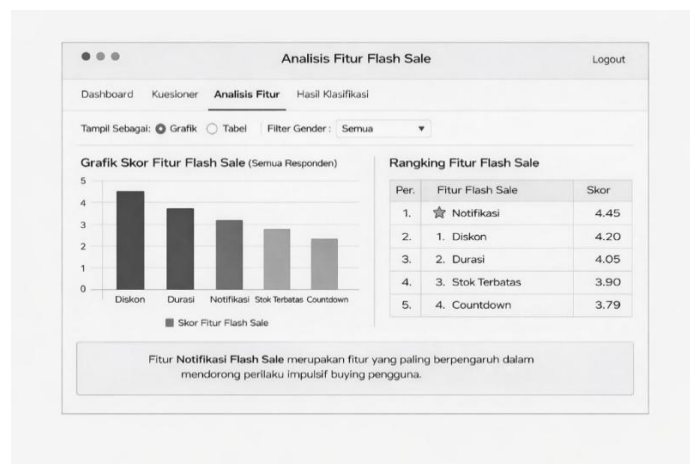 Analisis Fitur Flash Sale
Logout
Dashboard Kuesioner Analisis Fitur Hasil Klasifikasi
Tampil Sebagai: Grafik Tabel Filter Gender : Semua
Grafik Skor Fitur Flash Sale (Semua Responden)
5
4
3
2
1
0
Diskon Durasi Notifikasi Stok Terbatas Countdown
Skor Fitur Flash Sale
Rangking Fitur Flash Sale
Per. Fitur Flash Sale Skor
1. Notifikasi 4.45
2. 1. Diskon 4.20
3. 2. Durasi 4.05
4. 3. Stok Terbatas 3.90
5. 4. Countdown 3.79
Fitur Notifikasi Flash Sale merupakan fitur yang paling berpengaruh dalam
mendorong perilaku impulsif buying pengguna.